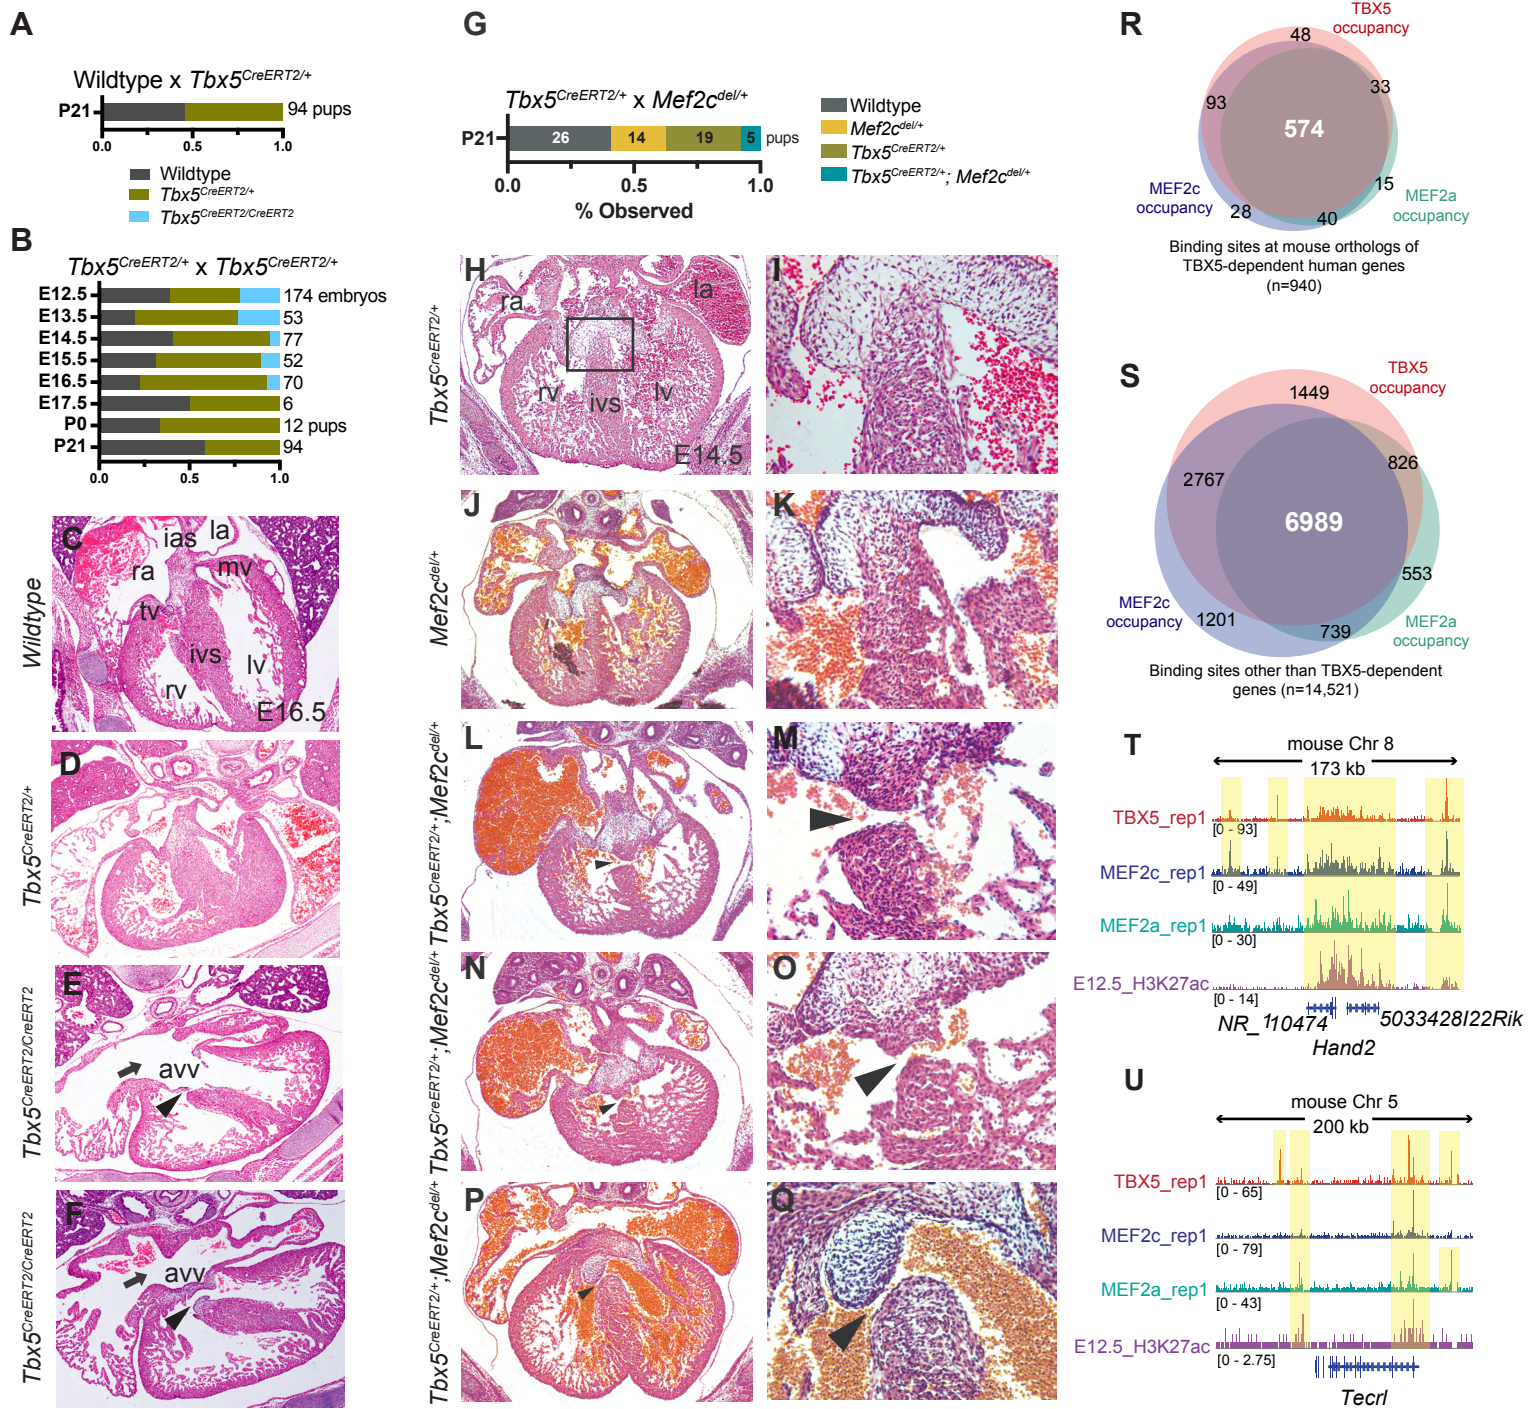 A
Wildtype x Tbx5CreERT2/+
P21
94 pups
0.0
0.5
1.0
Wildtype
Tbx5CreERT2/+
Tbx5CreERT2/CreERT2
B
Tbx5CreERT2/+ x Tbx5CreERT2/+
E12.5
174 embryos
E13.5
53
E14.5
77
E15.5
52
E16.5
70
E17.5
6
P0
12 pups
P21
94
0.0
0.5
1.0
Wildtype
C
ias
la
ra
mv
tv
ivs
lv
rv
E16.5
Tbx5CreERT2/+
D
Tbx5CreERT2/CreERT2
E
avv
Tbx5CreERT2/CreERT2
F
avv
G
Tbx5CreERT2/+ x Mef2cdel/+
P21
26
14
19
5
pups
0.0
0.5
1.0
% Observed
Wildtype
Mef2cdel/+
Tbx5CreERT2/+
Tbx5CreERT2/+; Mef2cdel/+
Tbx5CreERT2/+
H
ra
la
rv
ivs
lv
E14.5
I
Mef2cdel/+
J
K
Tbx5CreERT2/+;Mef2cdel/+
L
M
Tbx5CreERT2/+;Mef2cdel/+
N
O
Tbx5CreERT2/+;Mef2cdel/+
P
Q
R
TBX5
occupancy
48
33
93
574
15
MEF2c
occupancy
MEF2a
occupancy
28
40
Binding sites at mouse orthologs of
TBX5-dependent human genes
(n=940)
S
TBX5
occupancy
1449
826
2767
6989
553
MEF2c
occupancy
1201
739
MEF2a
occupancy
Binding sites other than TBX5-dependent
genes (n=14,521)
T
mouse Chr 8
173 kb
TBX5_rep1
[0 - 93)
MEF2c_rep1
[0 - 49]
MEF2a_rep1
[0 - 30]
E12.5_H3K27ac
[0 - 14]
NR_110474
5033428I22Rik
Hand2
U
mouse Chr 5
200 kb
TBX5_rep1
[0 - 65]
MEF2c_rep1
[0 - 79]
MEF2a_rep1
[0 - 43]
E12.5_H3K27ac
[0 - 2.75]
Tecrl